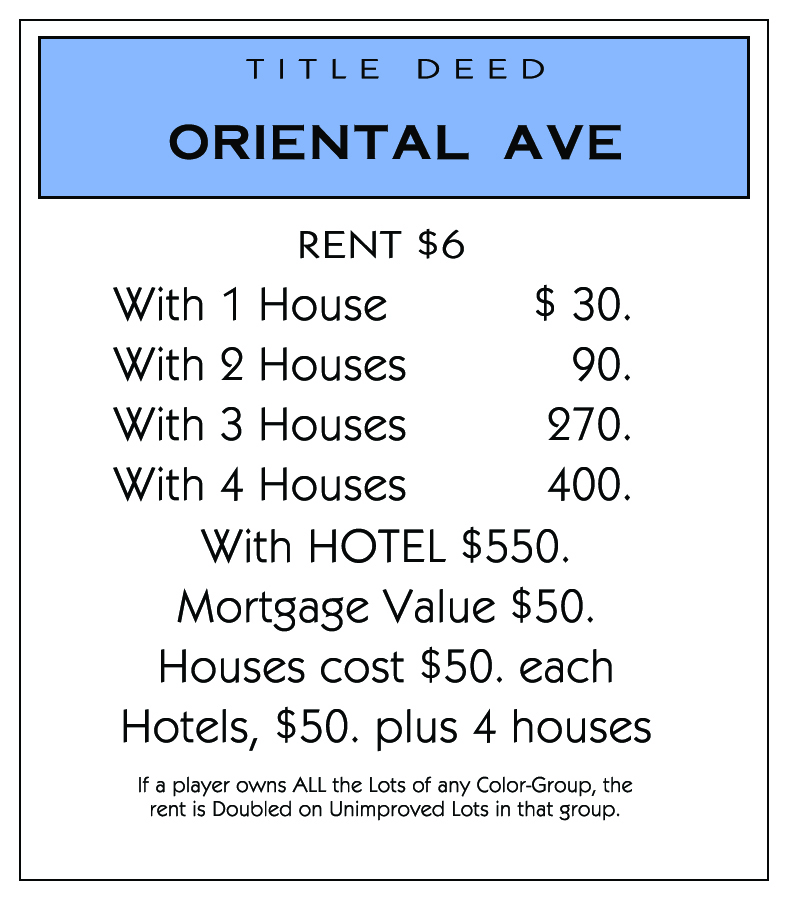 TITLE DEED
ORIENTAL AVE
RENT $6
With 1 House $ 30.
With 2 Houses 90.
With 3 Houses 270.
With 4 Houses 400.
With HOTEL $550.
Mortgage Value $50.
Houses cost $50. each
Hotels, $50. plus 4 houses
If a player owns ALL the Lots of any Color-Group, the
rent is Doubled on Unimproved Lots in that group.